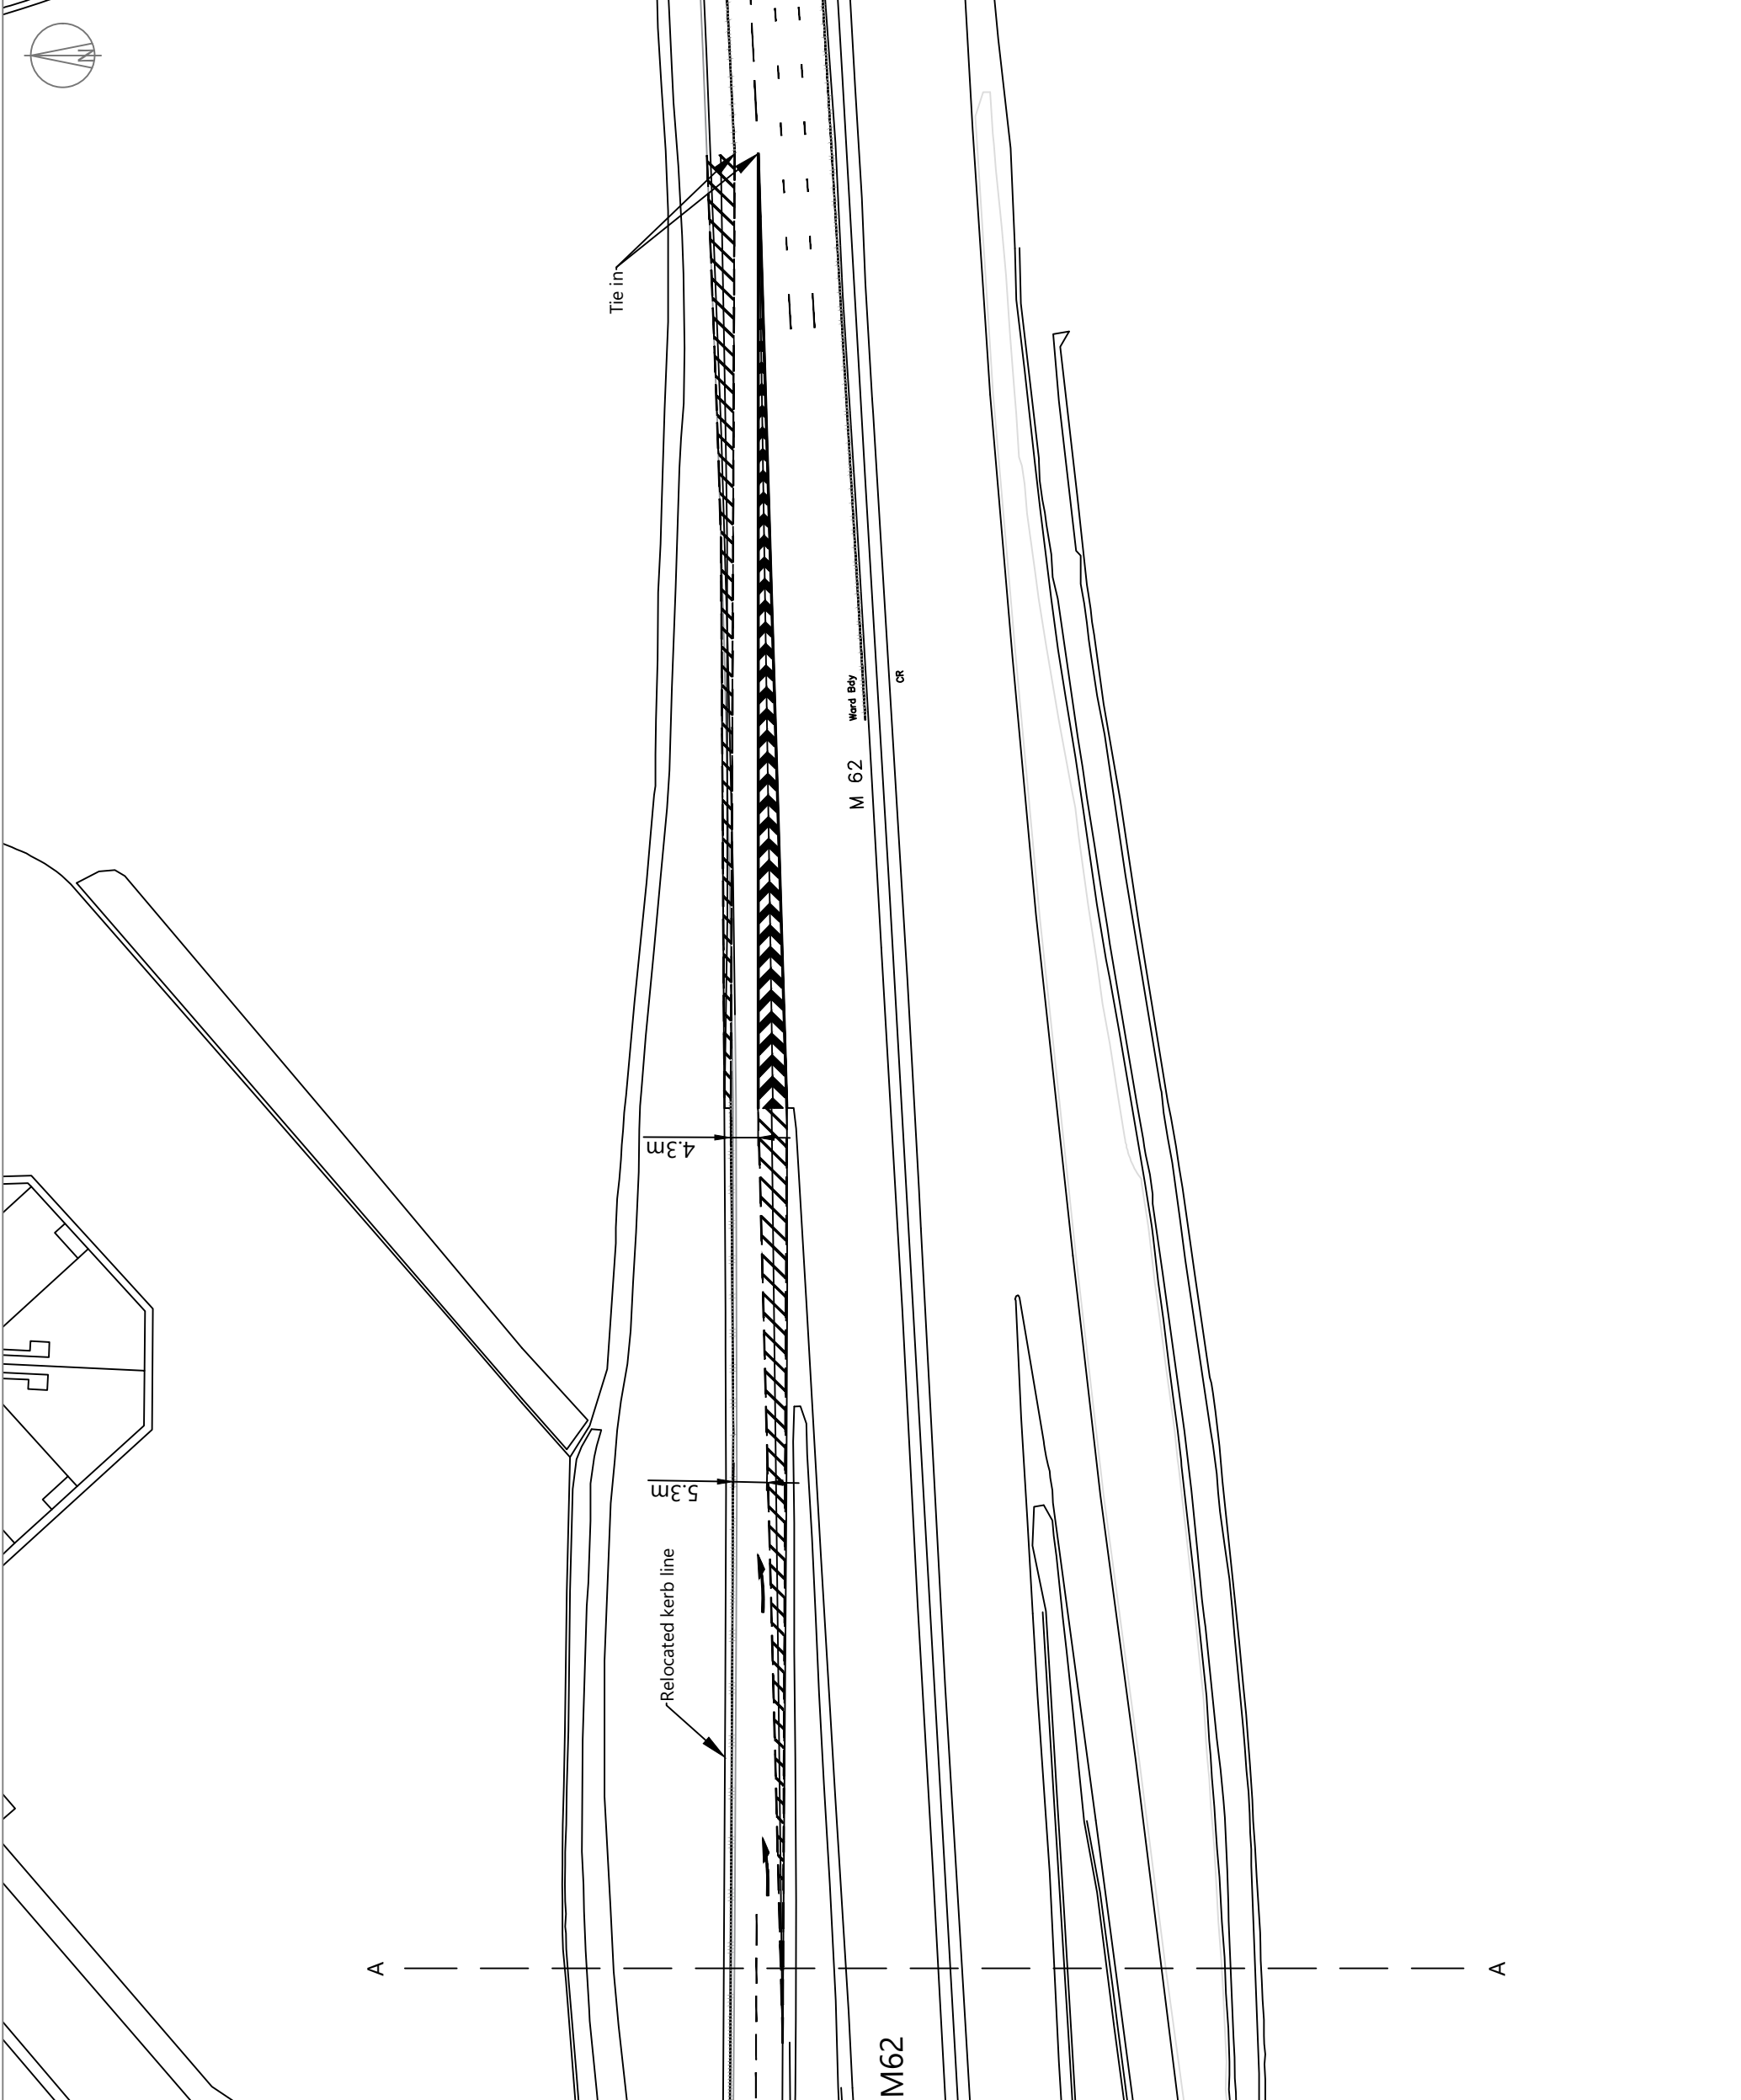 N
Tie in
Ward Bdy
CR
M 62
4.3m
5.3m
Relocated kerb line
A
A
M62